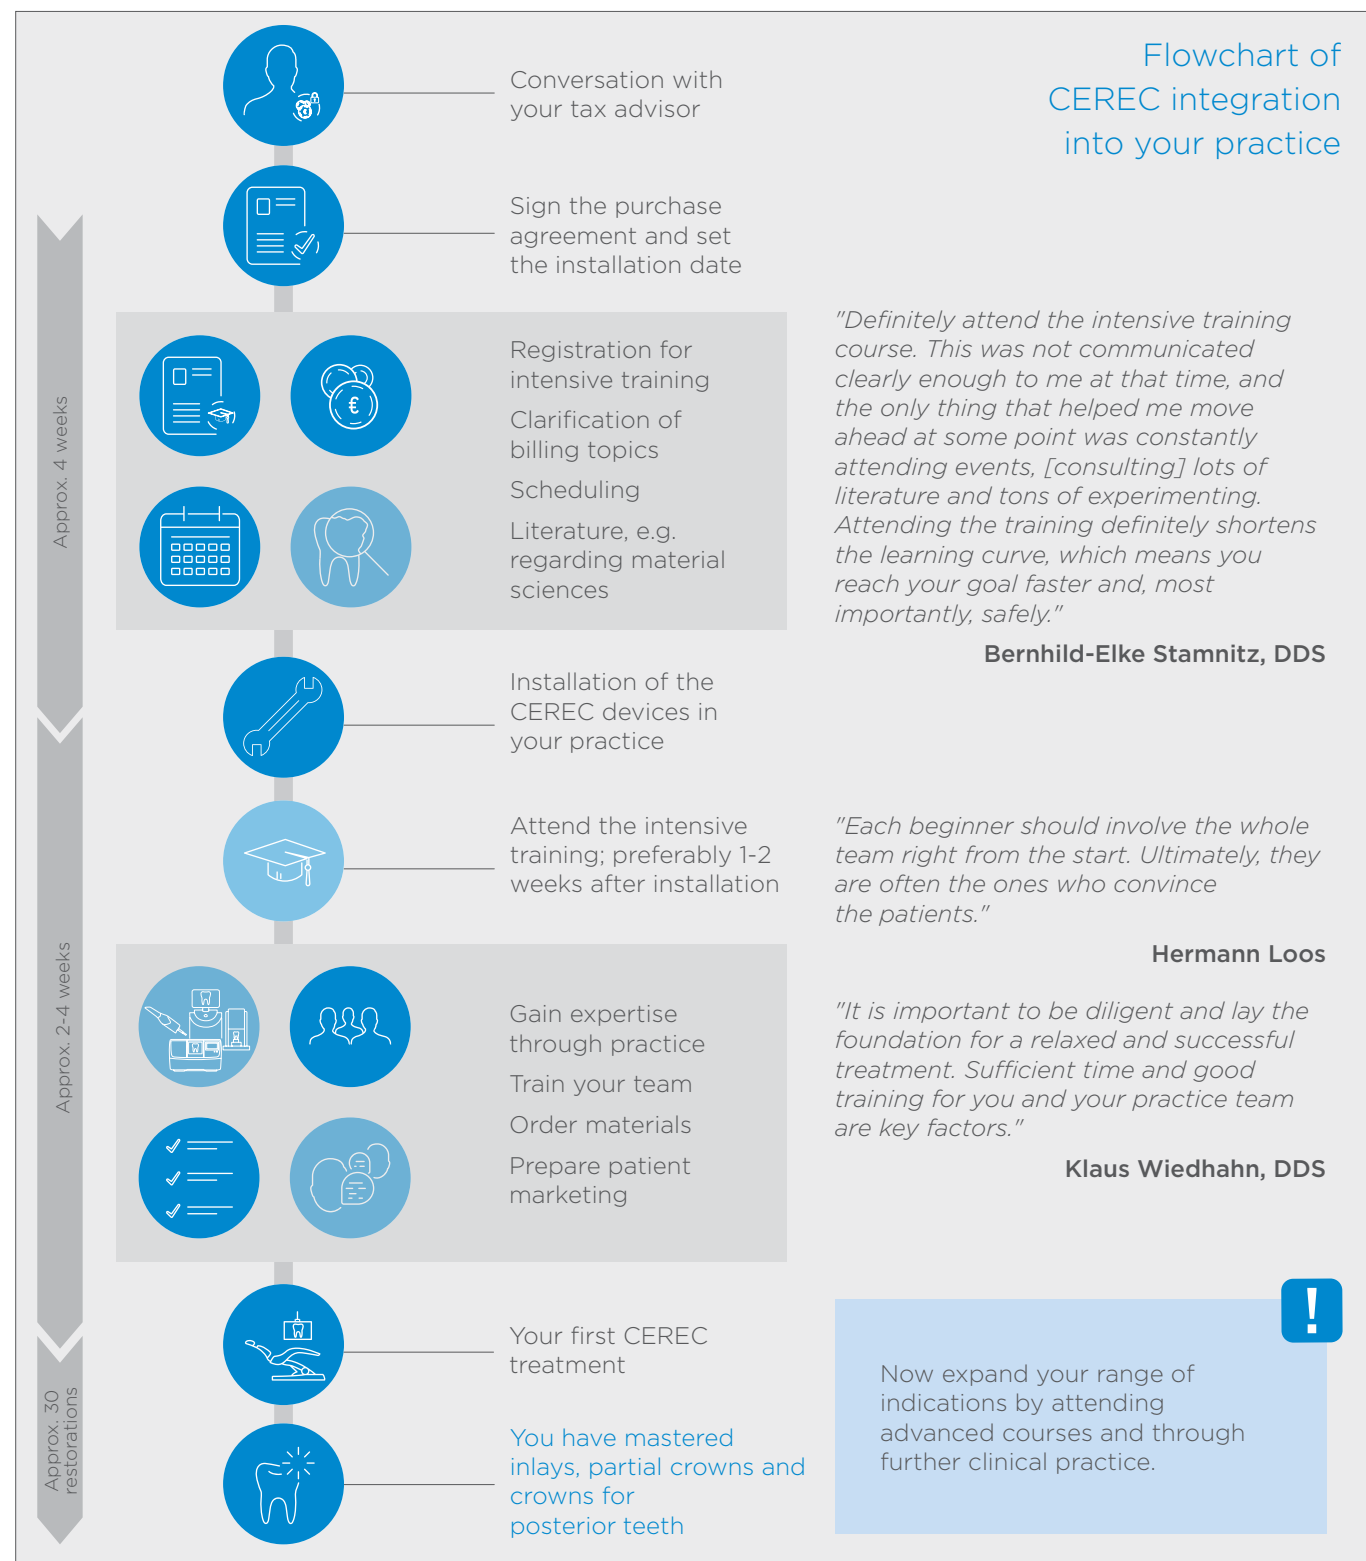 Flowchart of
CEREC integration
into your practice
Conversation with
your tax advisor
Sign the purchase
agreement and set
the installation date
Approx. 4 weeks
€
Registration for
intensive training
Clarification of
billing topics
Scheduling
Literature, e.g.
regarding material
sciences
"Definitely attend the intensive training
course. This was not communicated
clearly enough to me at that time, and
the only thing that helped me move
ahead at some point was constantly
attending events, [consulting] lots of
literature and tons of experimenting.
Attending the training definitely shortens
the learning curve, which means you
reach your goal faster and, most
importantly, safely."
Bernhild-Elke Stamnitz, DDS
Installation of the
CEREC devices in
your practice
Approx. 2-4 weeks
Attend the intensive
training; preferably 1-2
weeks after installation
"Each beginner should involve the whole
team right from the start. Ultimately, they
are often the ones who convince
the patients."
Hermann Loos
Gain expertise
through practice
Train your team
Order materials
Prepare patient
marketing
"It is important to be diligent and lay the
foundation for a relaxed and successful
treatment. Sufficient time and good
training for you and your practice team
are key factors."
Klaus Wiedhahn, DDS
Your first CEREC
treatment
Approx. 30
restorations
You have mastered
inlays, partial crowns and
crowns for
posterior teeth
!
Now expand your range of
indications by attending
advanced courses and through
further clinical practice.